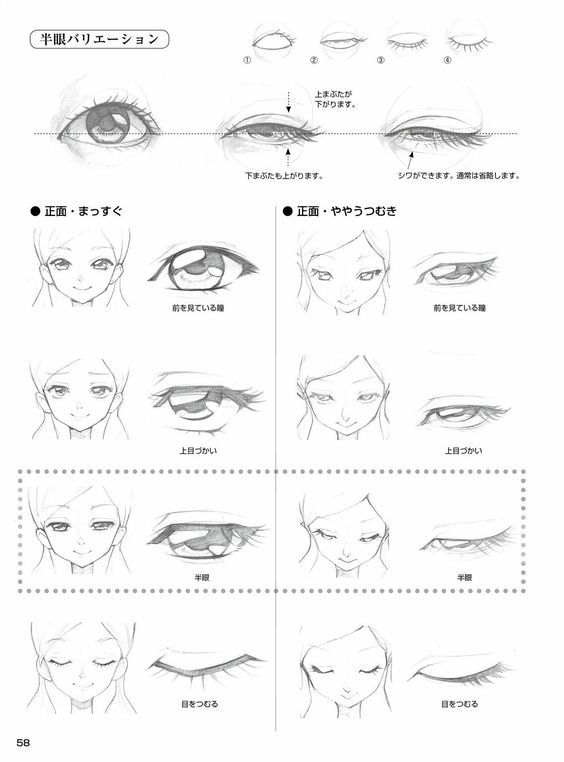 半眼バリエーション
① ② ③ ④
上まぶたが
下がります。
下まぶたも上がります。
シワができます。通常は省略します。
● 正面・まっすぐ
● 正面・ややうつむき
前を見ている瞳
前を見ている瞳
上目づかい
上目づかい
半眼
半眼
目をつむる
目をつむる
58